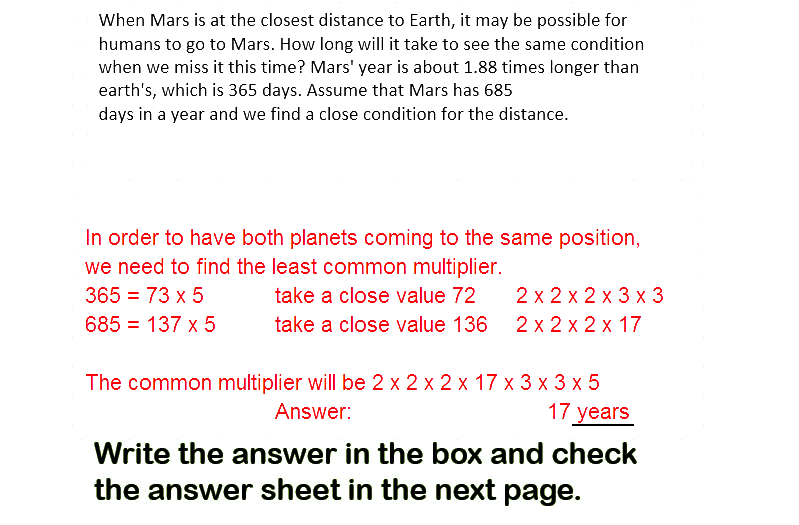 When Mars is at the closest distance to Earth, it may be possible for
humans to go to Mars. How long will it take to see the same condition
when we miss it this time? Mars' year is about 1.88 times longer than
earth's, which is 365 days. Assume that Mars has 685
days in a year and we find a close condition for the distance.
In order to have both planets coming to the same position,
we need to find the least common multiplier.
365 = 73 x 5 take a close value 72 2 x 2 x 2 x 3 x 3
685 = 137 x 5 take a close value 136 2 x 2 x 2 x 17
The common multiplier will be 2 x 2 x 2 x 17 x 3 x 3 x 5
Answer: 17 years
Write the answer in the box and check
the answer sheet in the next page.